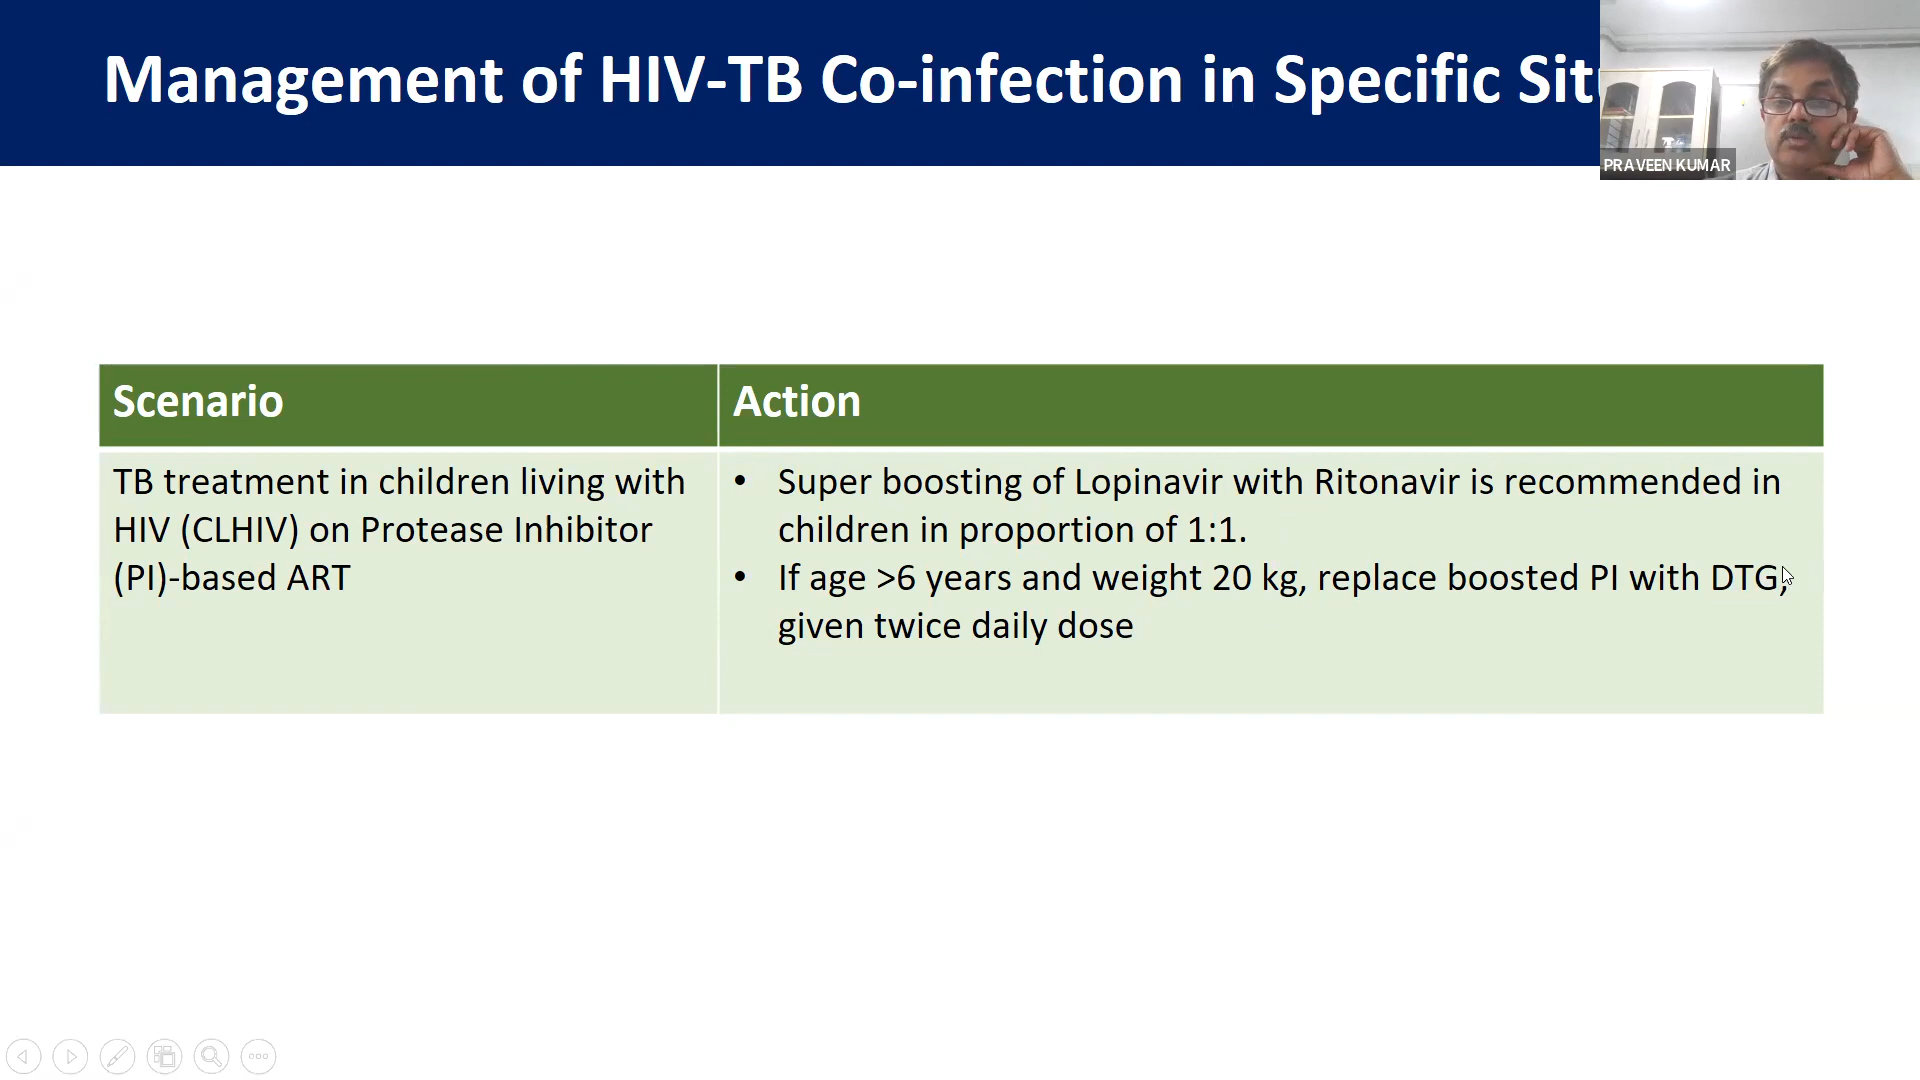 Management of HIV-TB Co-infection in Specific Sit
PRAVEEN KUMAR
Scenario
Action
TB treatment in children living with
HIV (CLHIV) on Protease Inhibitor
(PI)-based ART
• Super boosting of Lopinavir with Ritonavir is recommended in
children in proportion of 1:1.
• If age >6 years and weight 20 kg, replace boosted PI with DTG,
given twice daily dose